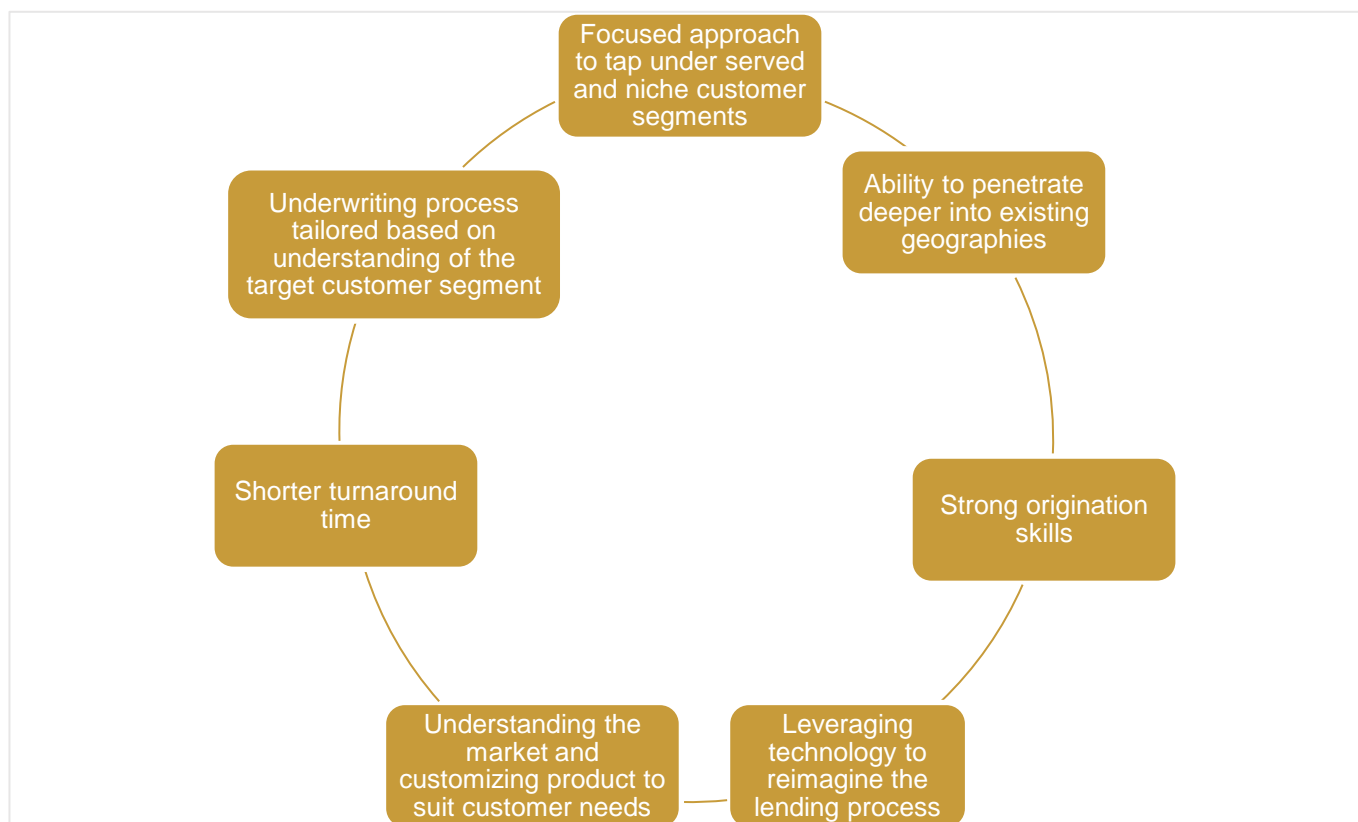 Focused approach
to tap under served
and niche customer
segments
Ability to penetrate
deeper into existing
geographies
Strong origination
skills
Leveraging
technology to
reimagine the
lending process
Understanding the
market and
customizing product to
suit customer needs
Shorter turnaround
time
Underwriting process
tailored based on
understanding of the
target customer segment